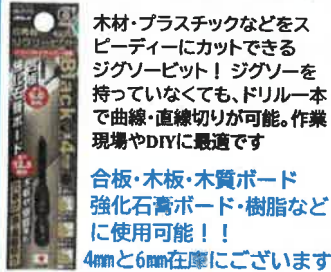 Black
木材・プラスチックなどをス
ピーディーにカットできる
ジグソービット！ ジグソーを
持っていなくても、ドリル一本
で曲線・直線切りが可能。作業
現場やDIYに最適です
合板・木板・木質ボード
強化石膏ボード・樹脂など
に使用可能！！
4mmと6mm在庫にございます